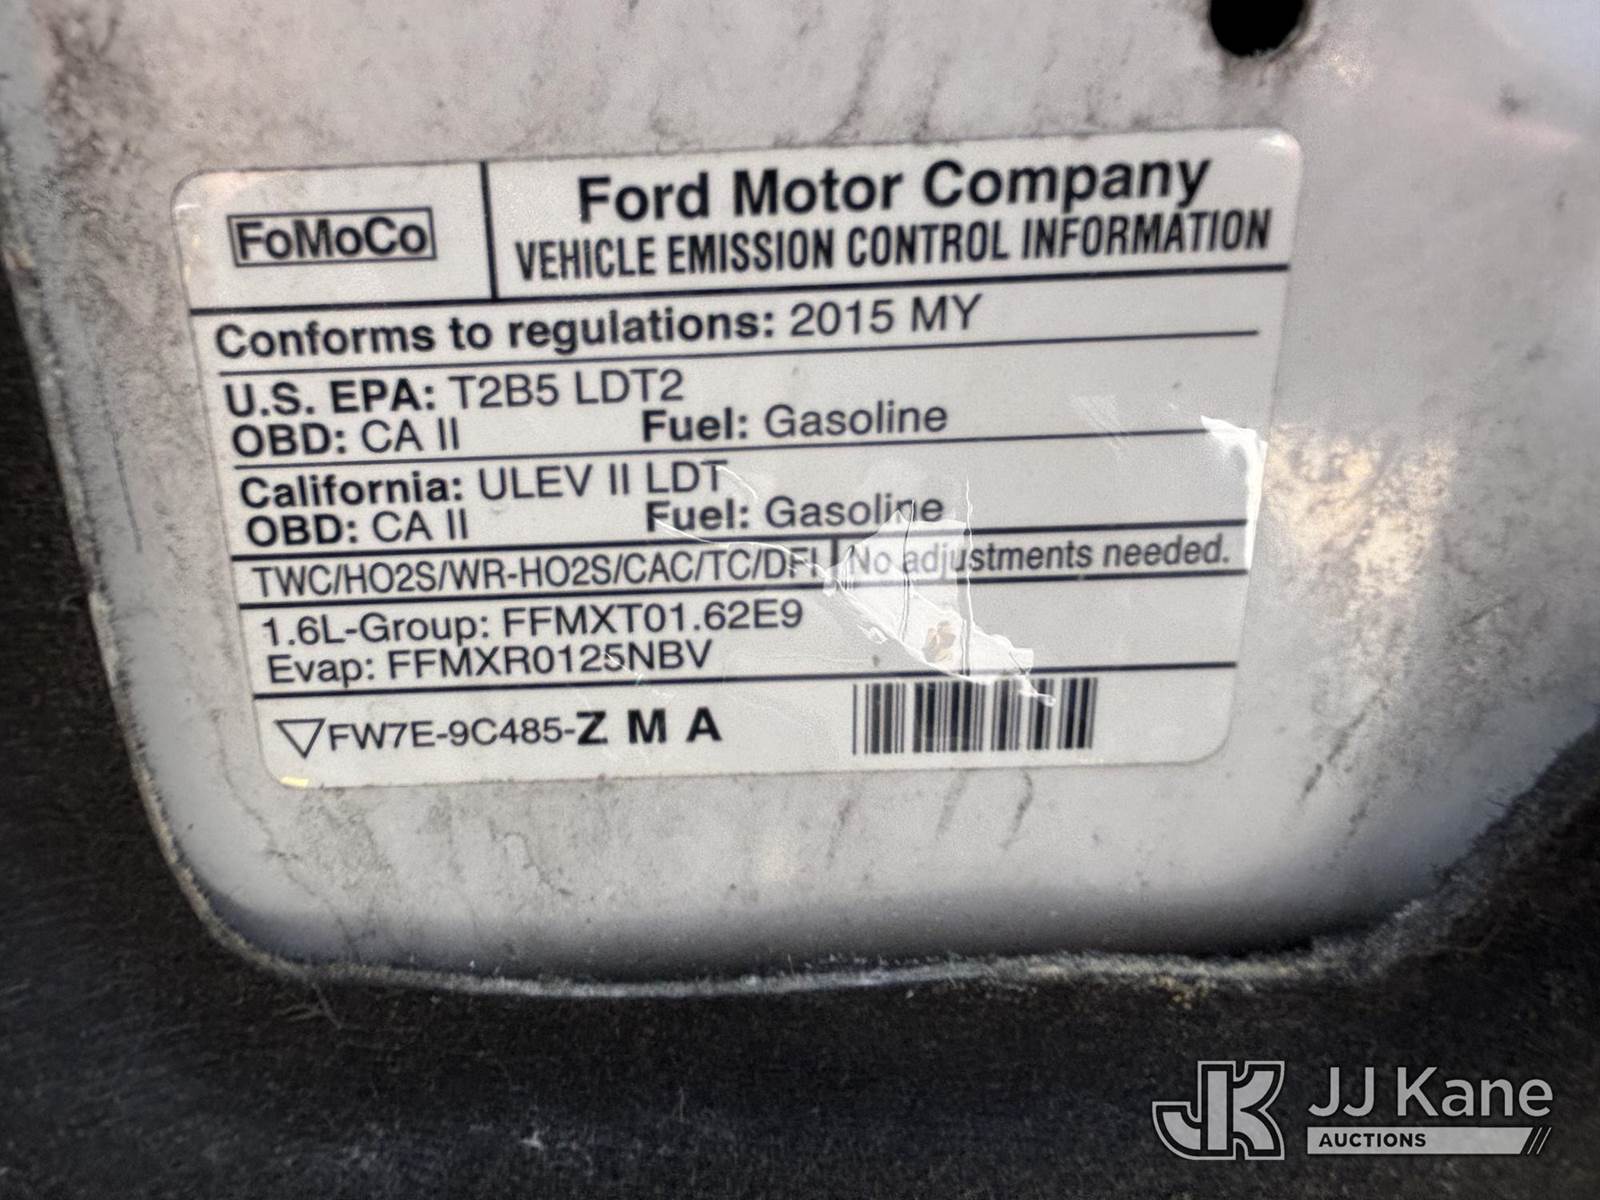 FoMoCo
Ford Motor Company
VEHICLE EMISSION CONTROL INFORMATION
Conforms to regulations: 2015 MY
U.S. EPA: T2B5 LDT2
OBD: CA II Fuel: Gasoline
California: ULEV II LDT
OBD: CA II Fuel: Gasoline
TWC/HO2S/WR-HO2S/CAC/TC/DFI No adjustments needed.
1.6L-Group: FFMXT01.62E9
Evap: FFMXR0125NBV
FW7E-9C485-Z M A
JK JJ Kane
AUCTIONS